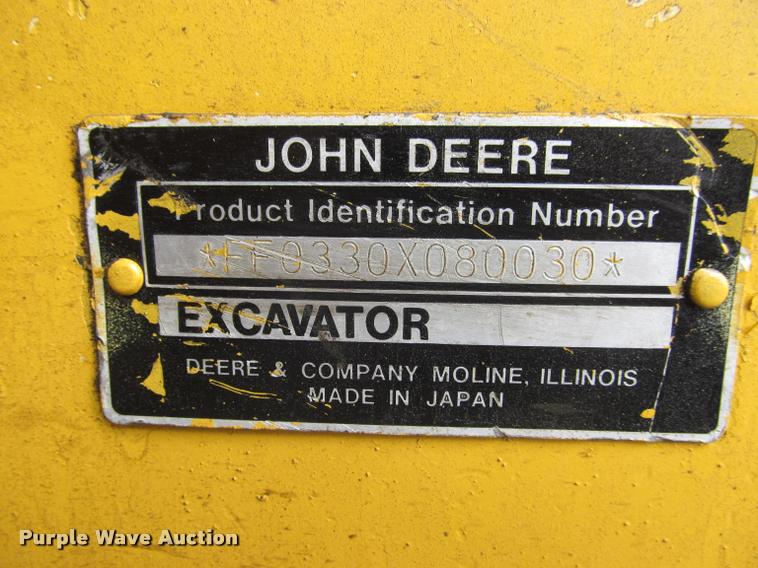 JOHN DEERE
Product Identification Number
*FF0330X080030*
EXCAVATOR
DEERE & COMPANY MOLINE, ILLINOIS
MADE IN JAPAN
Purple Wave Auction